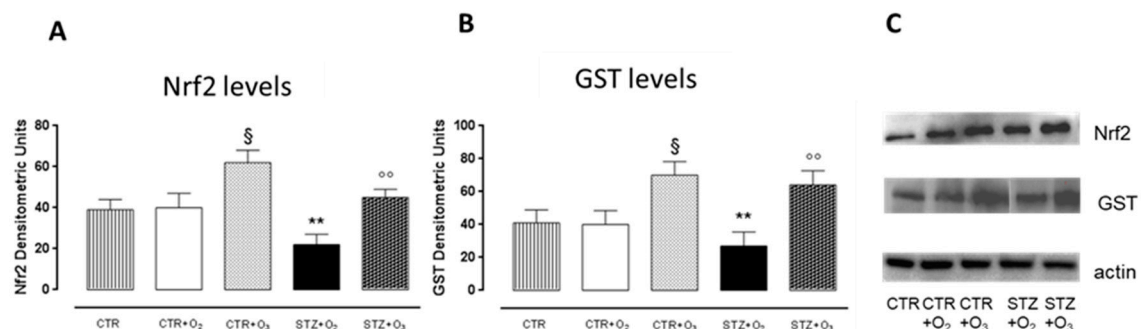 A
Nrf2 levels
Nrf2 Densitometric Units
80
60
40
20
0
§
**
°°
CTR
CTR+O₂
CTR+O₃
STZ+O₂
STZ+O₃
B
GST levels
GST Densitometric Units
100
80
60
40
20
0
§
**
°°
CTR
CTR+O₂
CTR+O₃
STZ+O₂
STZ+O₃
C
Nrf2
GST
actin
CTR CTR CTR STZ STZ
+O₂ +O₃ +O₂ +O₃